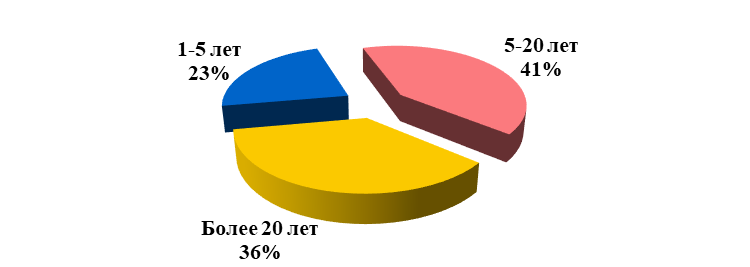 1-5 лет
23%
5-20 лет
41%
Более 20 лет
36%